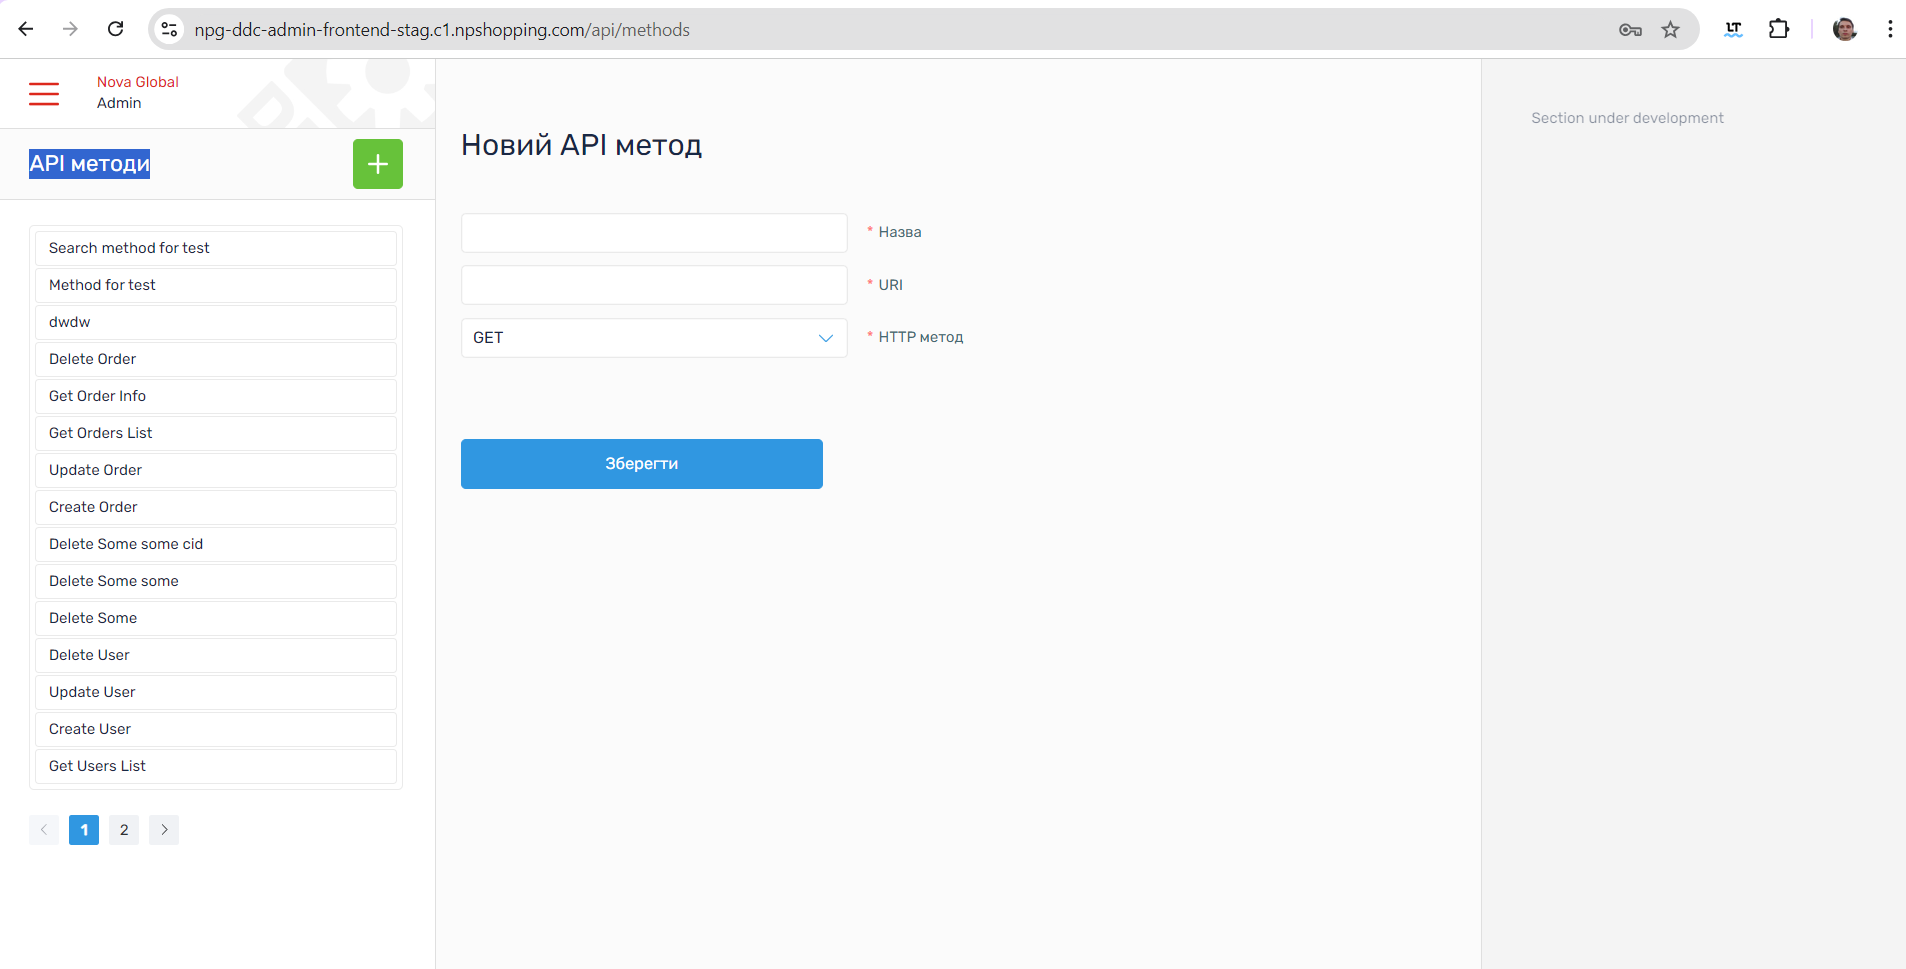 npg-ddc-admin-frontend-stag.c1.npshopping.com/api/methods
LT
Nova Global
Admin
API методи
Search method for test
Method for test
dwdw
Delete Order
Get Order Info
Get Orders List
Update Order
Create Order
Delete Some some cid
Delete Some some
Delete Some
Delete User
Update User
Create User
Get Users List
1 2
Новий API метод
* Назва
* URI
GET * HTTP метод
Зберегти
Section under development